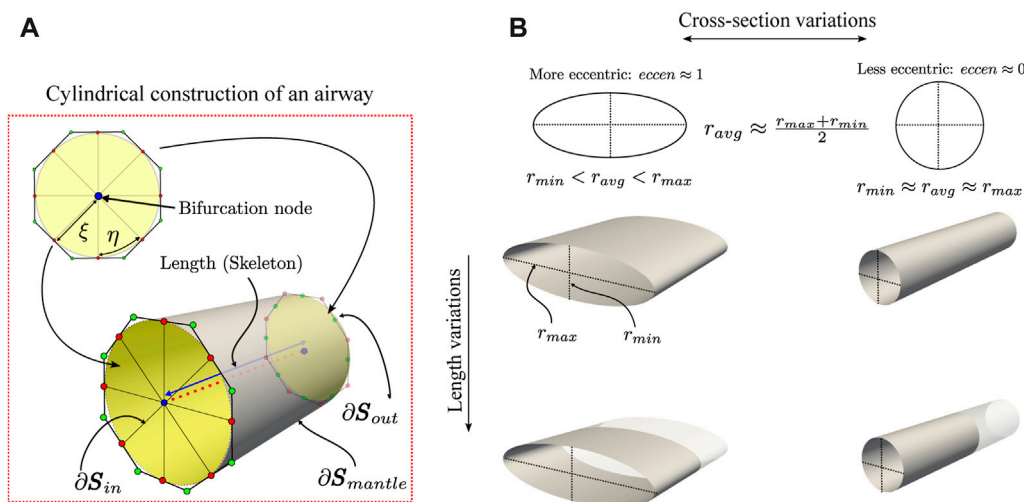 A
Cylindrical construction of an airway
Bifurcation node
ξ
η
Length (Skeleton)
∂S_out
∂S_in
∂S_mantle
B
Cross-section variations
More eccentric: eccen ≈ 1
Less eccentric: eccen ≈ 0
r_avg ≈ (r_max+r_min)/2
r_min < r_avg < r_max
r_min ≈ r_avg ≈ r_max
Length variations
r_max
r_min